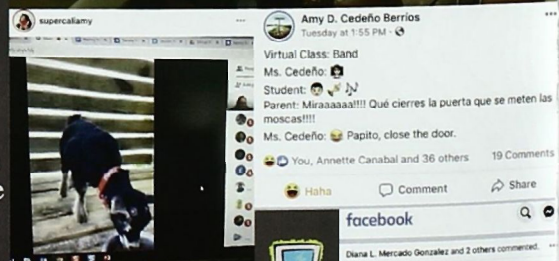 supercaliamy
Amy D. Cedeño Berríos
Tuesday at 1:55 PM ·
Virtual Class: Band
Ms. Cedeño: 👩🏻‍🏫
Student: 👨🏻 🎺 🎶
Parent: Miraaaaaa!!!! Qué cierres la puerta que se meten las
moscas!!!!
Ms. Cedeño: 😂 Papito, close the door.
You, Annette Canabal and 36 others 19 Comments
Haha Comment Share
facebook
Diana L. Mercado Gonzalez and 2 others commented.